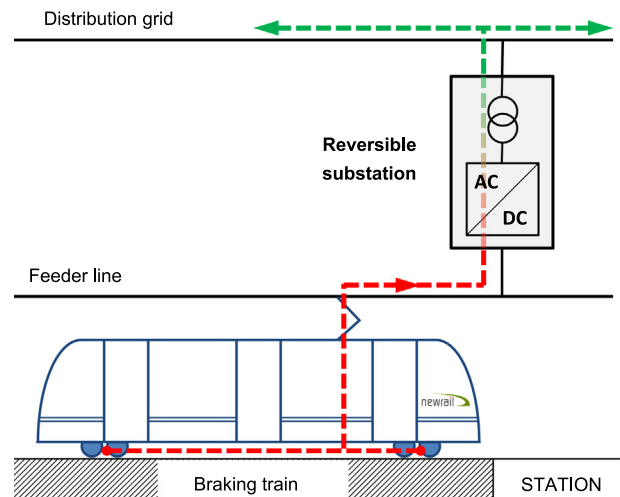 Distribution grid
Reversible
substation
AC
DC
Feeder line
newrail
Braking train
STATION